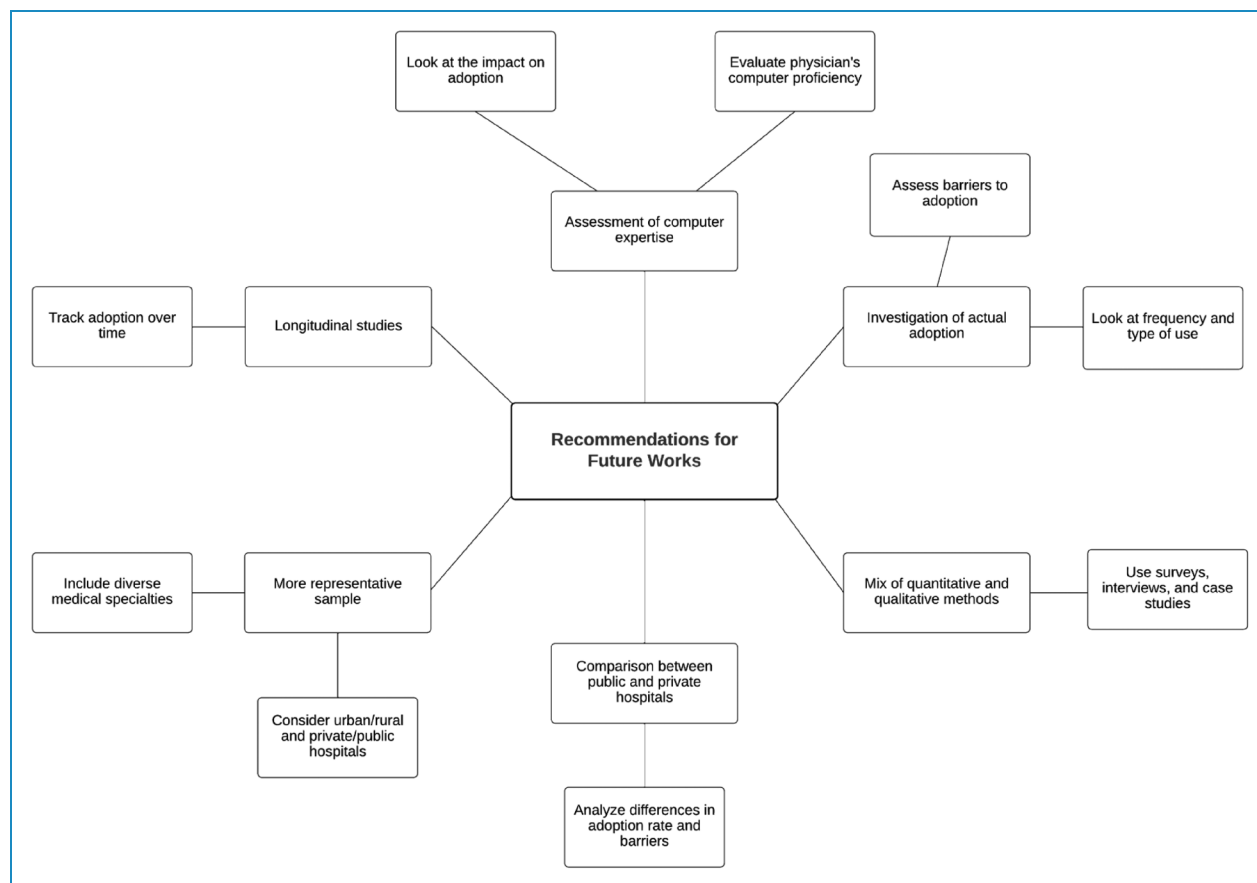 Look at the impact on
adoption
Evaluate physician's
computer proficiency
Assess barriers to
adoption
Assessment of computer
expertise
Track adoption over
time
Longitudinal studies
Investigation of actual
adoption
Look at frequency and
type of use
Recommendations for
Future Works
Include diverse
medical specialties
More representative
sample
Mix of quantitative and
qualitative methods
Use surveys,
interviews, and case
studies
Comparison between
public and private
hospitals
Consider urban/rural
and private/public
hospitals
Analyze differences in
adoption rate and
barriers